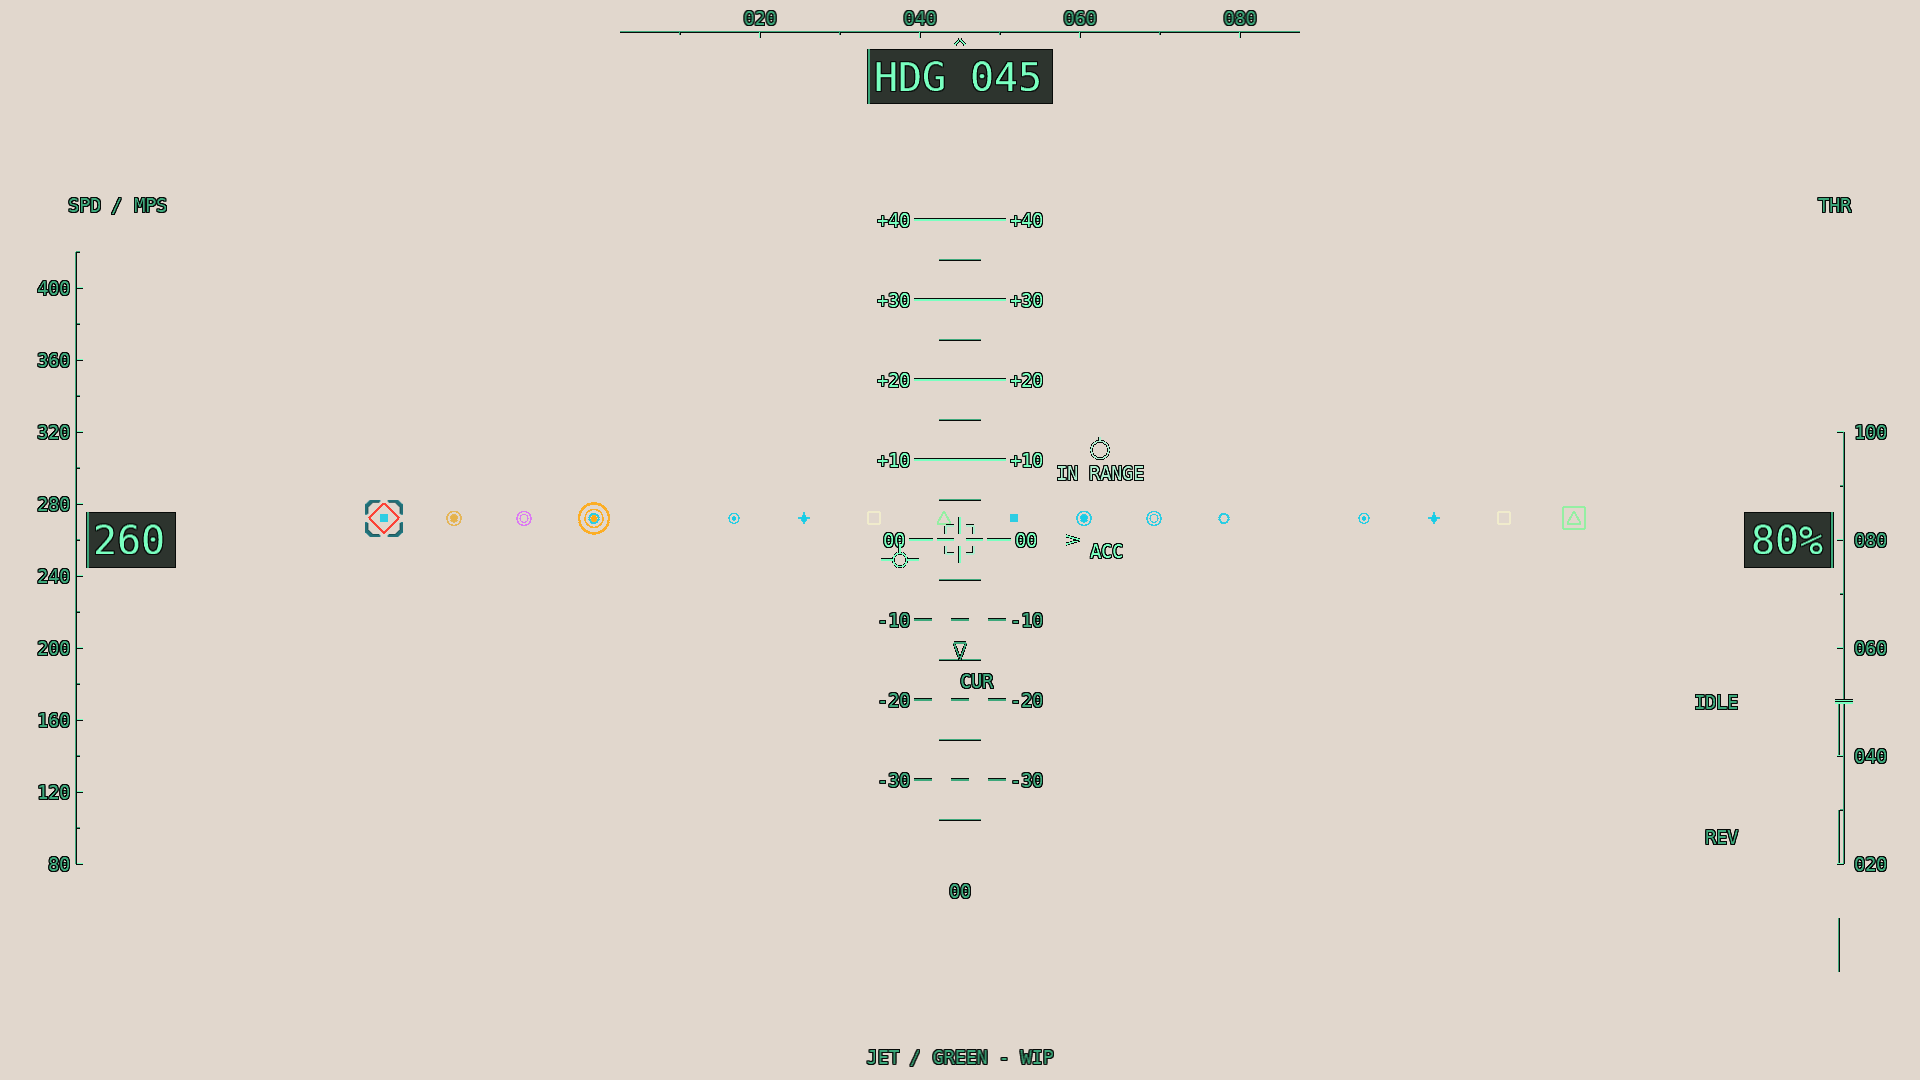 020 040 060 080
HDG 045
SPD / MPS
THR
+40 +40
400
+30 +30
360
+20 +20
320
100
+10 +10
IN RANGE
280
260
00 00
ACC
80%
080
240
-10 -10
200
060
CUR
-20 -20
IDLE
160
040
-30 -30
120
REV
80
020
00
JET / GREEN - WIP